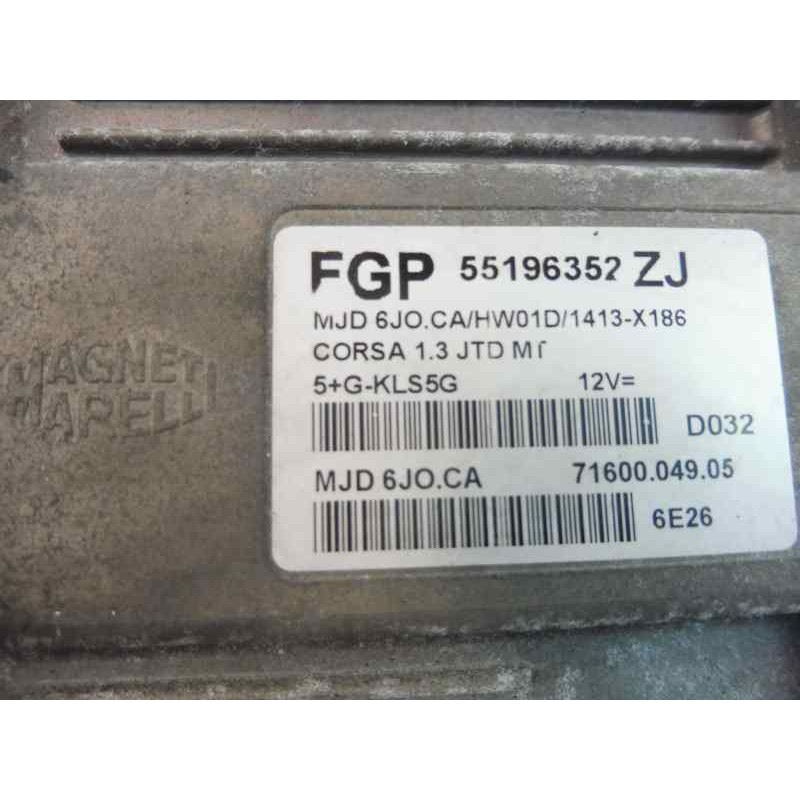 MAGNETI
MARELLI
FGP 55196352 ZJ
MJD 6JO.CA/HW01D/1413-X186
CORSA 1.3 JTD MT
5+G-KLS5G 12V=
D032
MJD 6JO.CA 71600.049.05
6E26